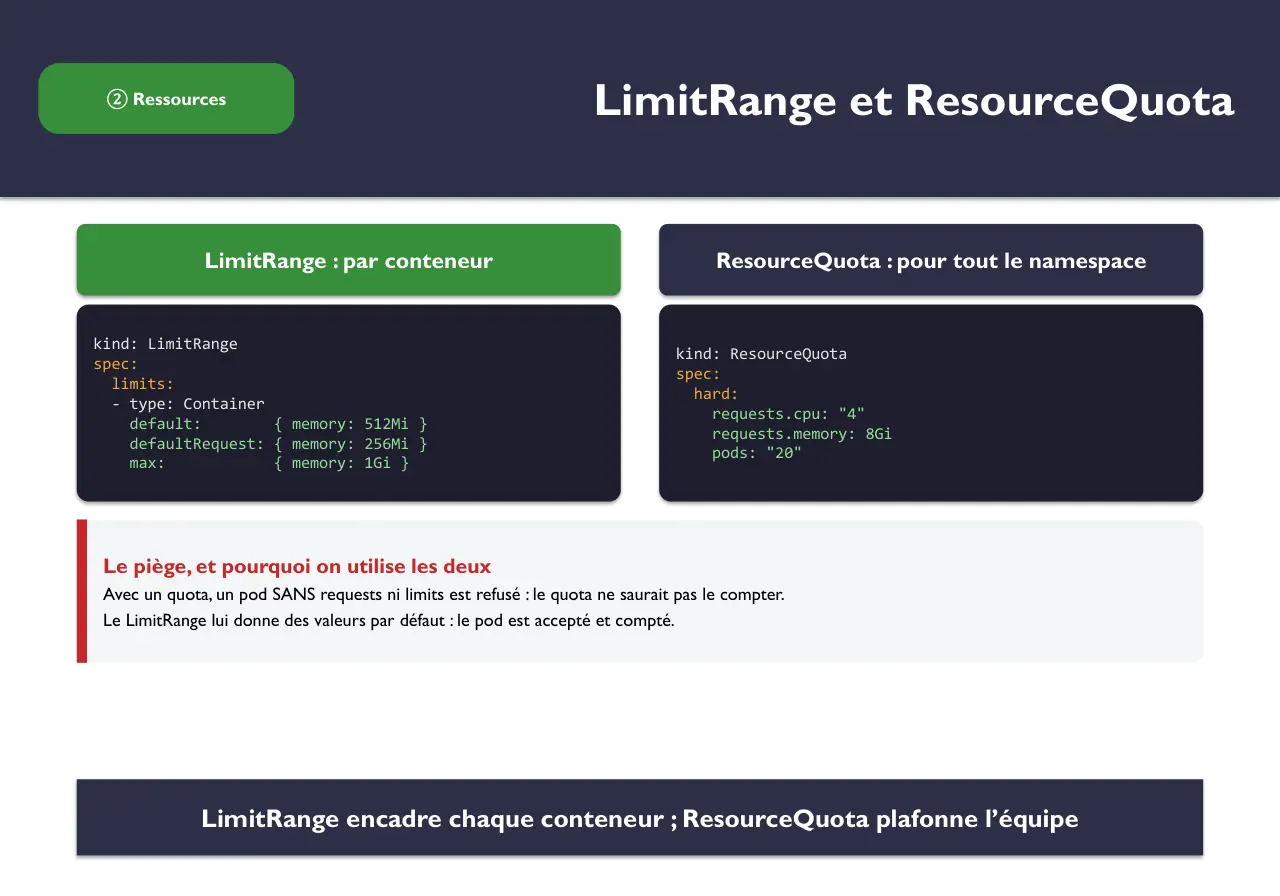 ② Ressources
LimitRange et ResourceQuota
LimitRange : par conteneur
kind: LimitRange
spec:
  limits:
  - type: Container
    default:        { memory: 512Mi }
    defaultRequest: { memory: 256Mi }
    max:            { memory: 1Gi }
ResourceQuota : pour tout le namespace
kind: ResourceQuota
spec:
  hard:
    requests.cpu: "4"
    requests.memory: 8Gi
    pods: "20"
Le piège, et pourquoi on utilise les deux
Avec un quota, un pod SANS requests ni limits est refusé : le quota ne saurait pas le compter.
Le LimitRange lui donne des valeurs par défaut : le pod est accepté et compté.
LimitRange encadre chaque conteneur ; ResourceQuota plafonne l’équipe